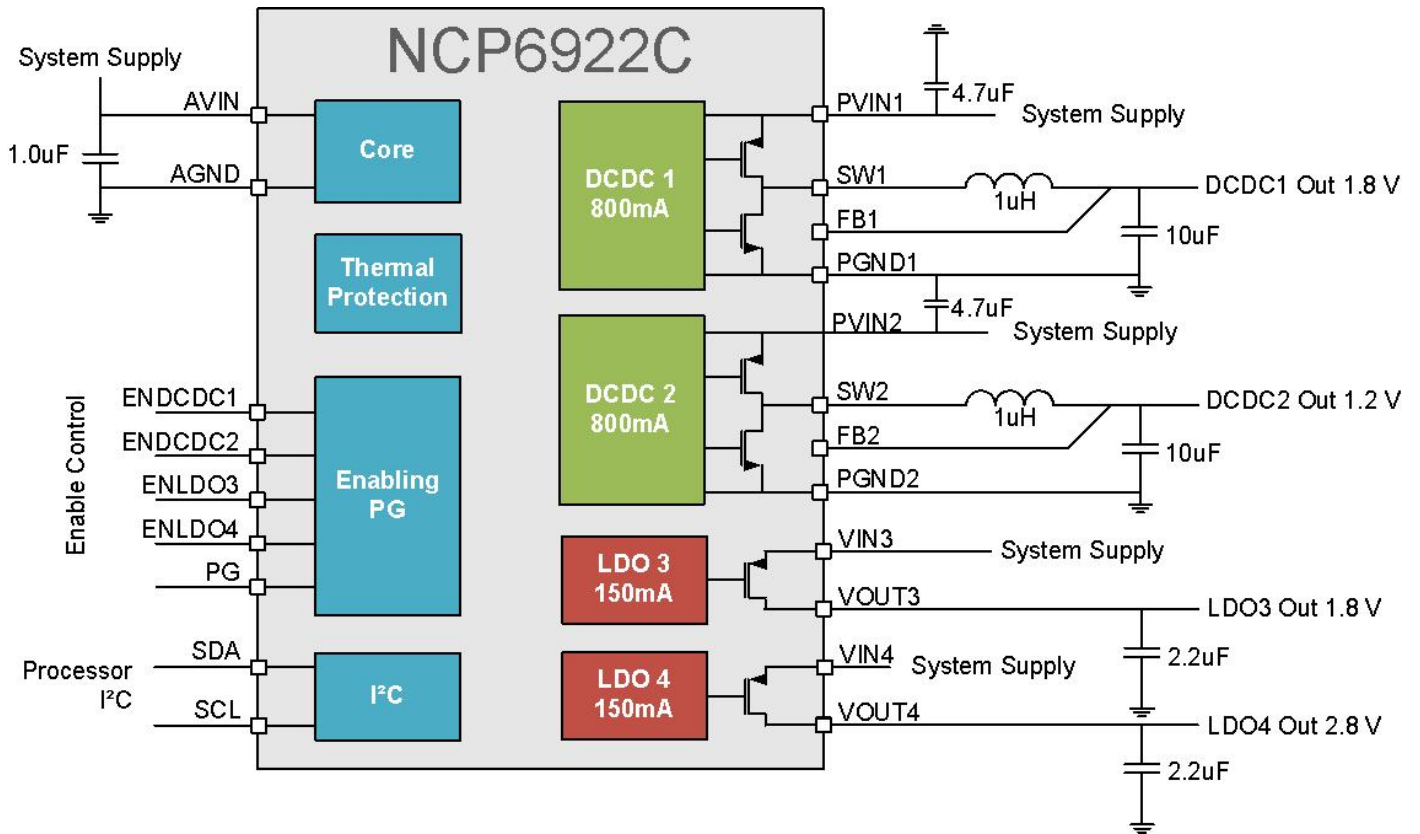 NCP6922C
System Supply
AVIN
1.0uF
AGND
Core
Thermal
Protection
Enable Control
ENDCDC1
ENDCDC2
ENLDO3
ENLDO4
PG
Enabling
PG
Processor
I²C
SDA
SCL
I²C
DCDC 1
800mA
PVIN1
4.7uF
System Supply
SW1
1uH
DCDC1 Out 1.8 V
FB1
10uF
PGND1
4.7uF
DCDC 2
800mA
PVIN2
System Supply
SW2
1uH
DCDC2 Out 1.2 V
FB2
10uF
PGND2
LDO 3
150mA
VIN3
System Supply
VOUT3
LDO3 Out 1.8 V
2.2uF
LDO 4
150mA
VIN4
System Supply
VOUT4
LDO4 Out 2.8 V
2.2uF